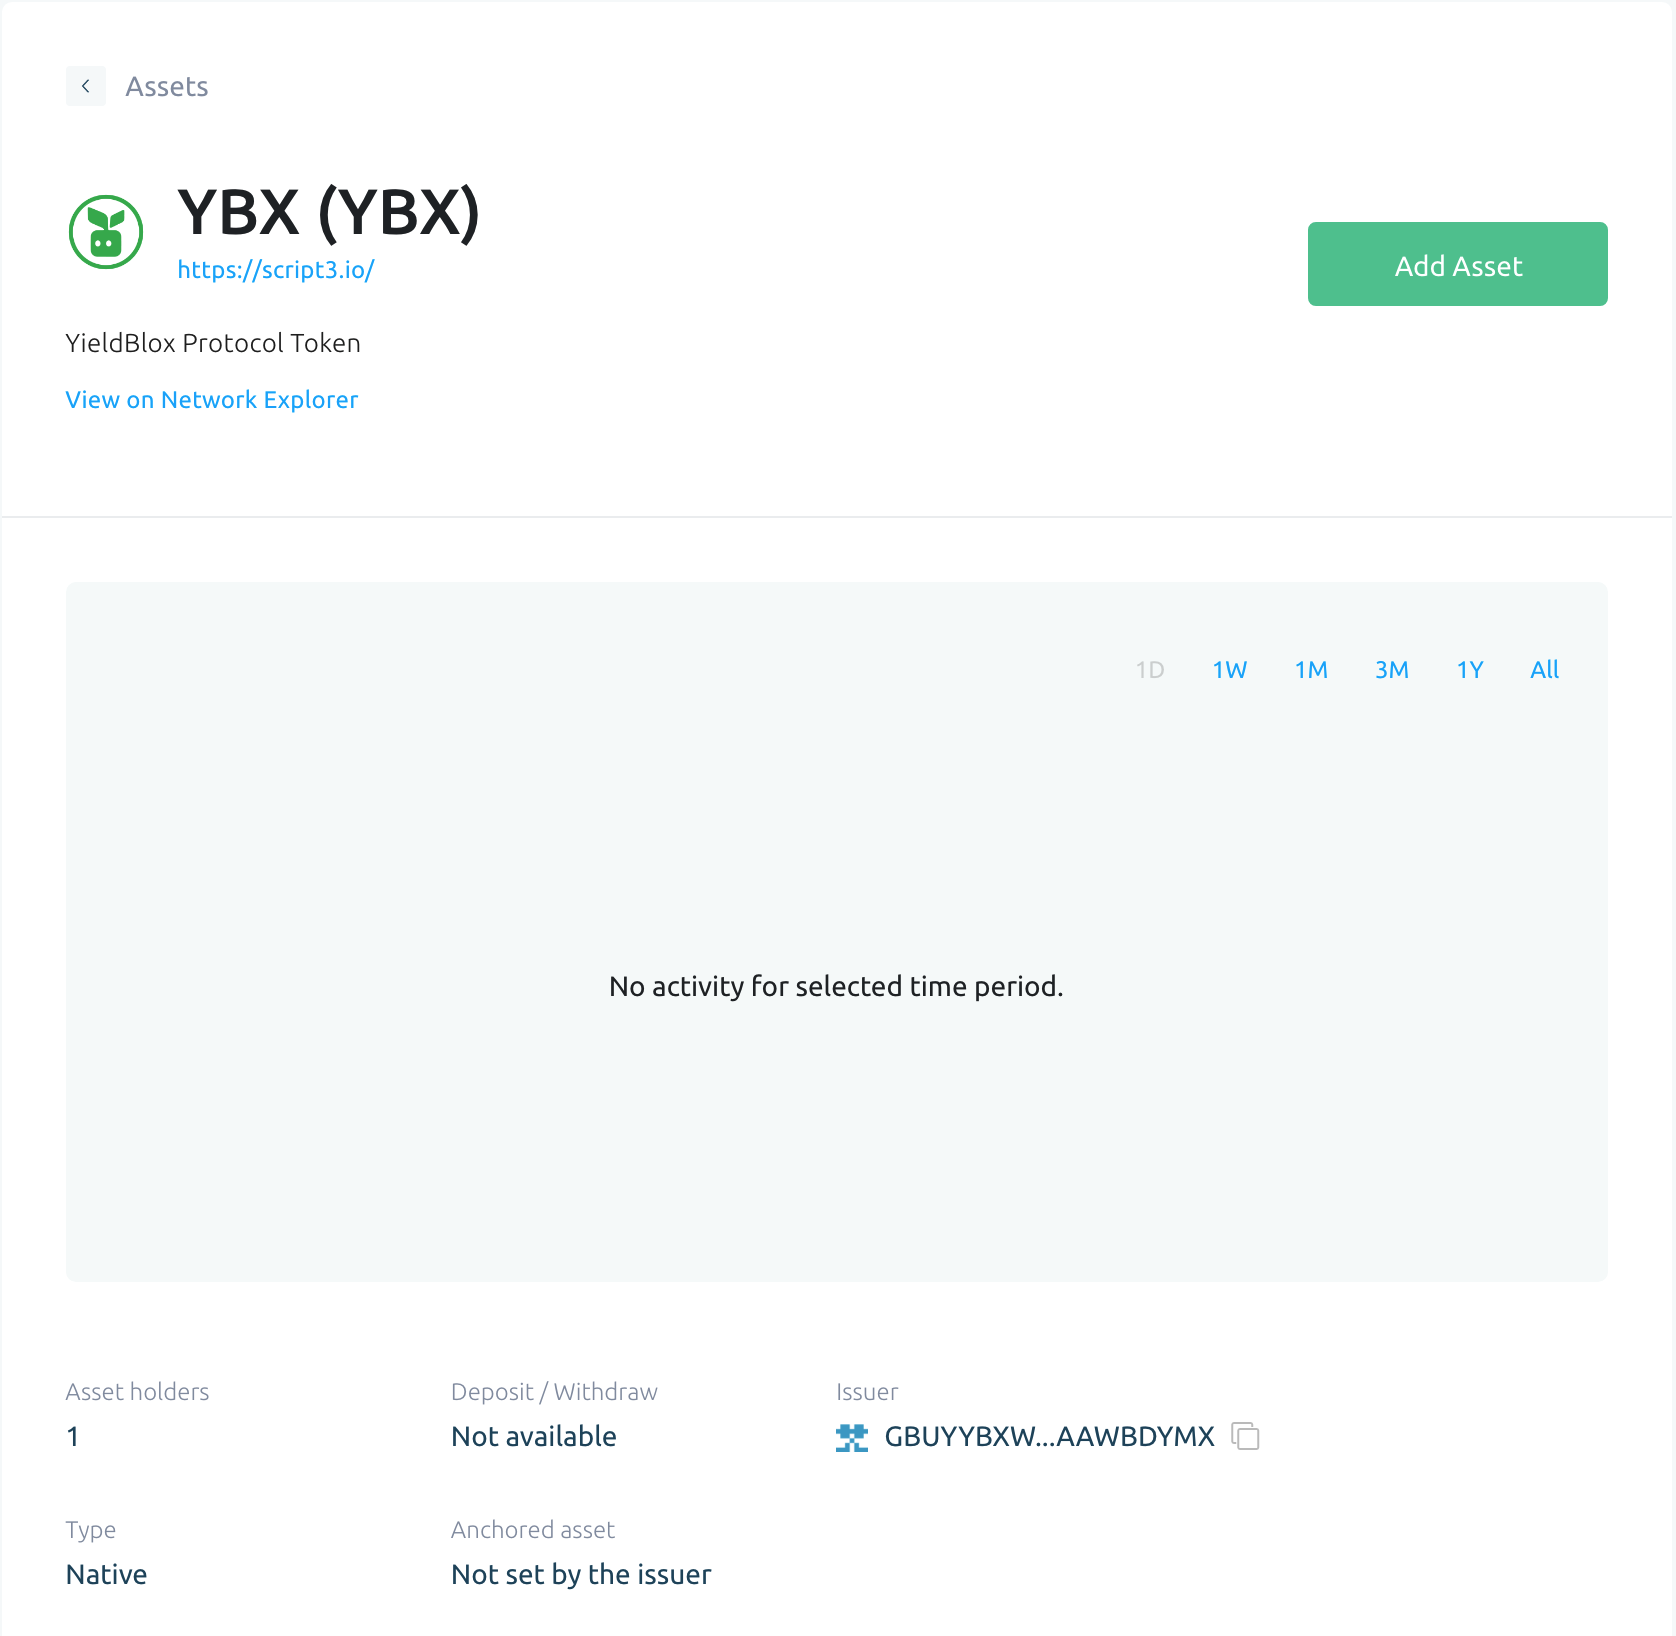 Assets
YBX (YBX)
https://script3.io/
Add Asset
YieldBlox Protocol Token
View on Network Explorer
1D 1W 1M 3M 1Y All
No activity for selected time period.
Asset holders
1
Deposit / Withdraw
Not available
Issuer
GBUYYBXW...AAWBDYMX
Type
Native
Anchored asset
Not set by the issuer